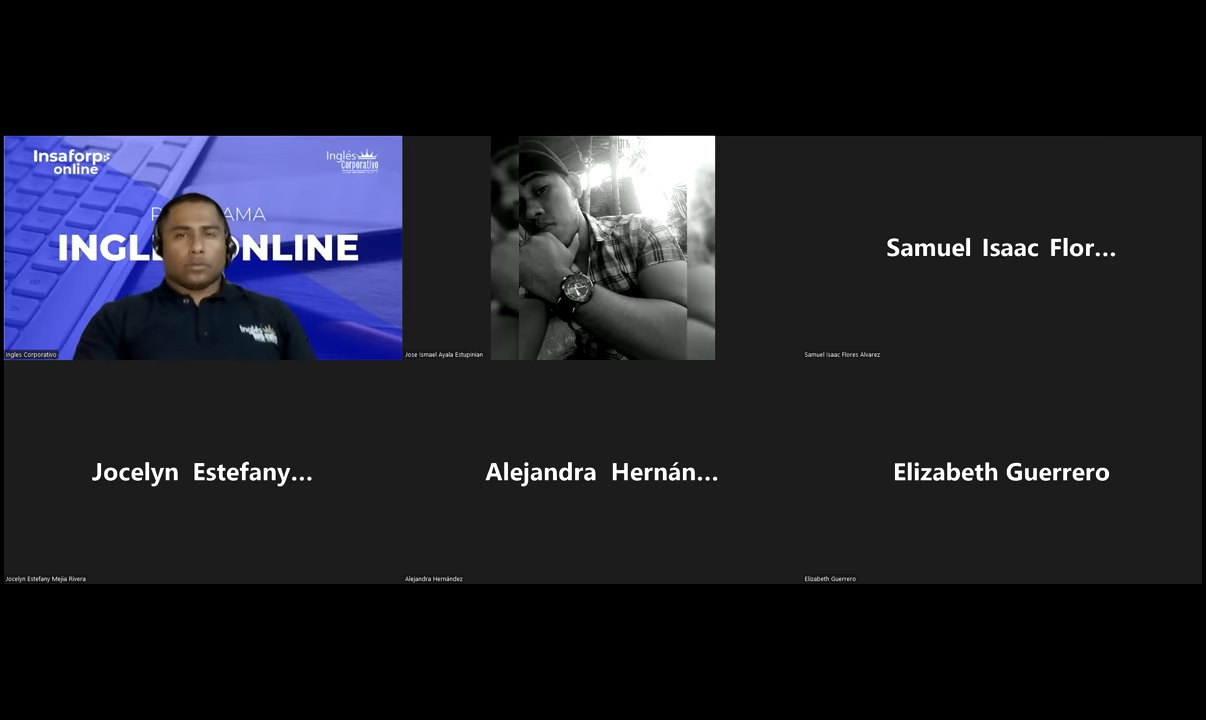 Insaforp
online
Inglés
Corporativo
INGL ONLINE
Ingles Corporativo
Jose Ismael Ayala Estupinian
Samuel Isaac Flor...
Samuel Isaac Flores Alvarez
Jocelyn Estefany...
Jocelyn Estefany Mejia Rivera
Alejandra Hernán...
Alejandra Hernández
Elizabeth Guerrero
Elizabeth Guerrero